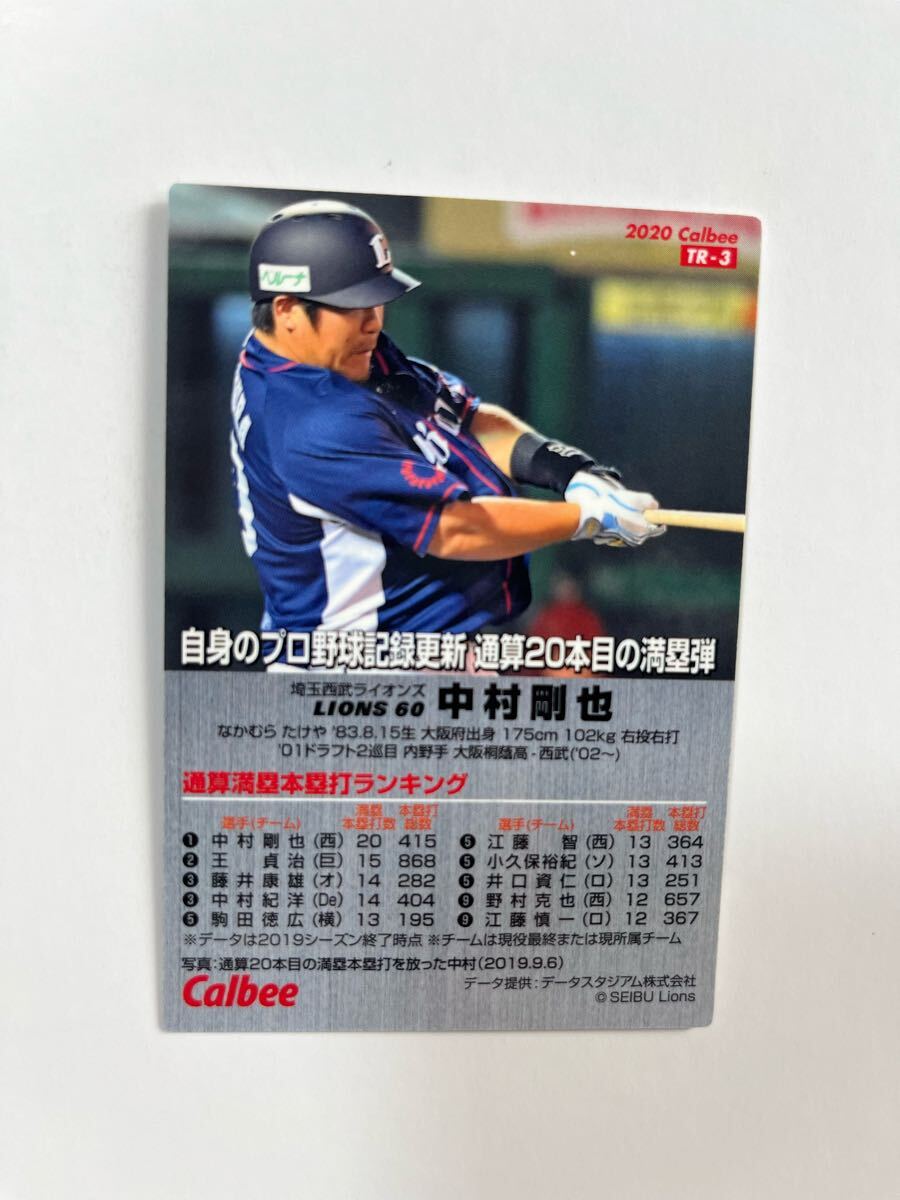 2020 Calbee
TR-3
ベルーナ
自身のプロ野球記録更新 通算20本目の満塁弾
埼玉西武ライオンズ
LIONS 60 中村剛也
なかむら たけや '83.8.15生 大阪府出身 175cm 102kg 右投右打
'01ドラフト2巡目 内野手 大阪桐蔭高-西武('02～)
通算満塁本塁打ランキング
選手(チーム) 満塁本塁打数 本塁打総数
❶ 中村剛也(西) 20 415
❷ 王 貞治(巨) 15 868
❸ 藤井康雄(オ) 14 282
❸ 中村紀洋(De) 14 404
❺ 駒田徳広(横) 13 195
選手(チーム) 満塁本塁打数 本塁打総数
❺ 江藤 智(西) 13 364
❺ 小久保裕紀(ソ) 13 413
❺ 井口資仁(ロ) 13 251
❾ 野村克也(西) 12 657
❾ 江藤慎一(ロ) 12 367
※データは2019シーズン終了時点 ※チームは現役最終または現所属チーム
写真:通算20本目の満塁本塁打を放った中村(2019.9.6)
Calbee
データ提供:データスタジアム株式会社
©SEIBU Lions